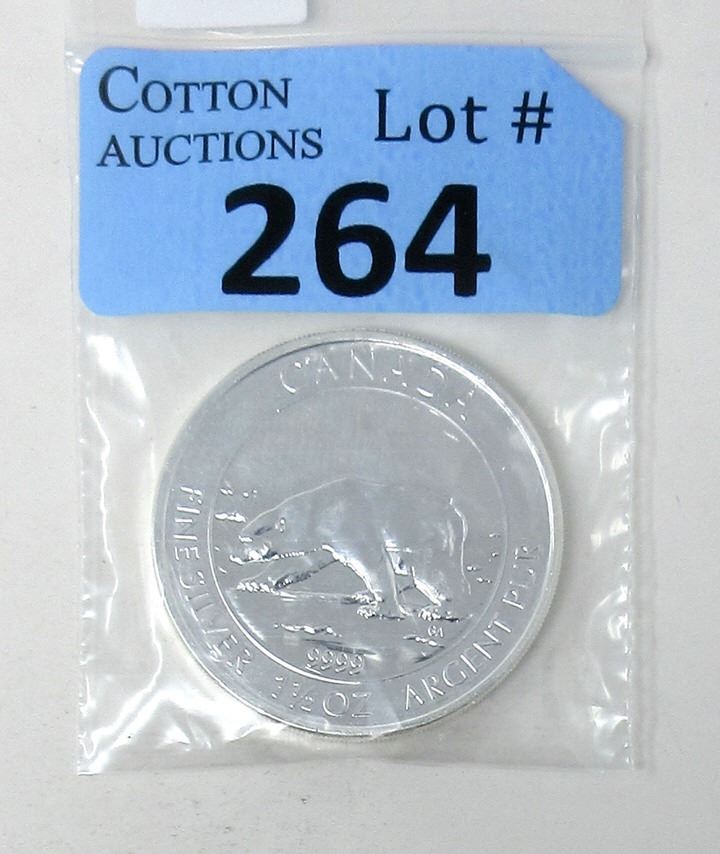 COTTON
AUCTIONS
Lot #
264
CANADA
FINE SILVER 1 ½ OZ ARGENT PUR
9999